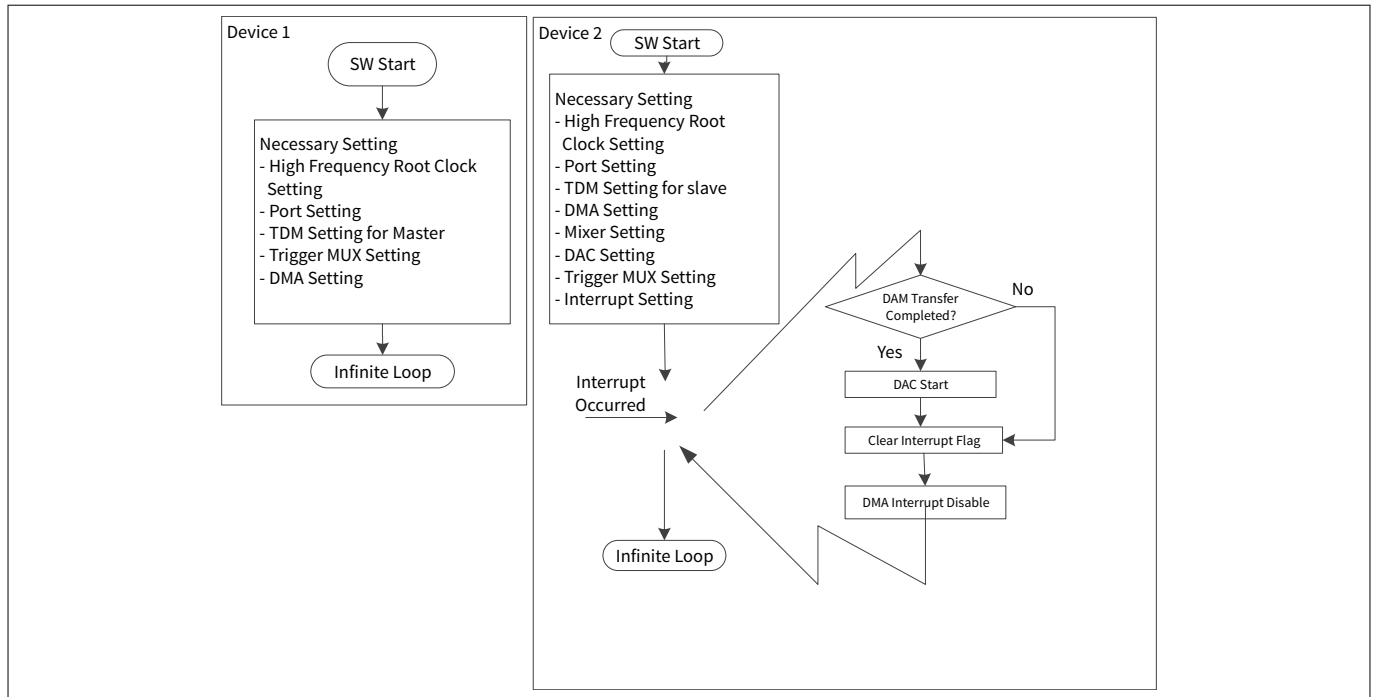 Device 1
SW Start
Necessary Setting
- High Frequency Root Clock
Setting
- Port Setting
- TDM Setting for Master
- Trigger MUX Setting
- DMA Setting
Infinite Loop
Device 2
SW Start
Necessary Setting
- High Frequency Root
Clock Setting
- Port Setting
- TDM Setting for slave
- DMA Setting
- Mixer Setting
- DAC Setting
- Trigger MUX Setting
- Interrupt Setting
Interrupt
Occurred
Infinite Loop
DAM Transfer
Completed?
No
Yes
DAC Start
Clear Interrupt Flag
DMA Interrupt Disable